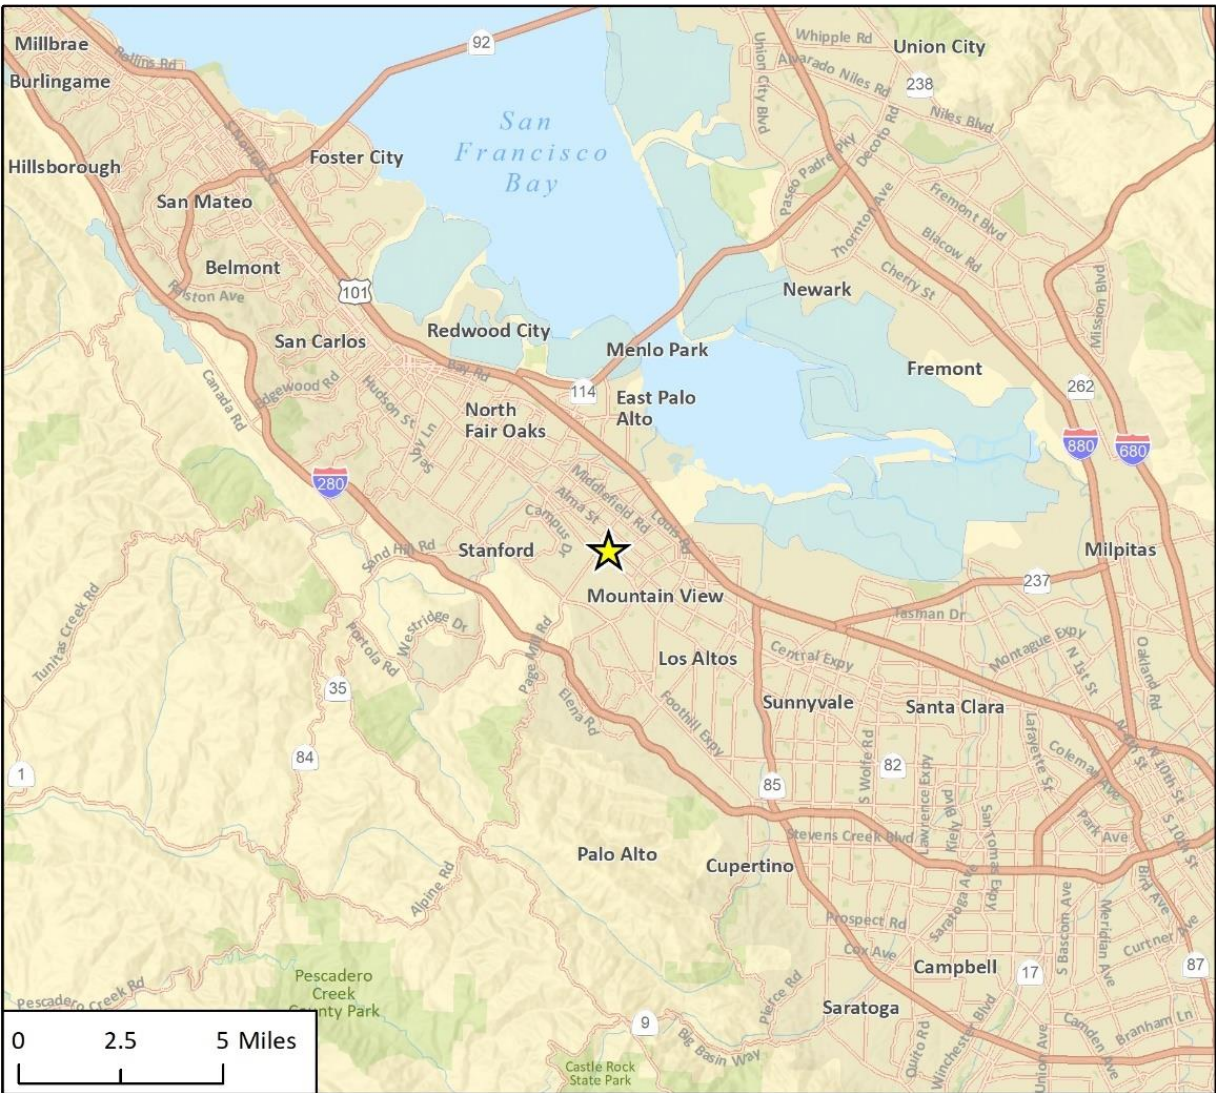 Millbrae
Rollins Rd
92
Whipple Rd
Union City
Burlingame
Union City Blvd
Alvarado Niles Rd
238
San
Francisco
Bay
Niles Blvd
Decoto Rd
Hillsborough
Foster City
Paseo Padre Pky
San Mateo
Thornton Ave
Fremont Blvd
Blacow Rd
Belmont
Ralston Ave
101
Newark
Cherry St
Mission Blvd
San Carlos
Redwood City
Menlo Park
Bay Rd
Fremont
262
Canada Rd
Edgewood Rd
Hudson St
114
East Palo
Alto
North
Fair Oaks
880
680
280
Middlefield Rd
Alma St
Campus Dr
Louis Rd
Sand Hill Rd
Stanford
Milpitas
237
Tunitas Creek Rd
Mountain View
Westridge Dr
Portola Rd
Page Mill Rd
Tasman Dr
Montague Expy
Central Expy
Los Altos
N 1st St
Oakland Rd
35
Elena Rd
Foothill Expy
Sunnyvale
Santa Clara
Lafayette St
84
1
S Wolfe Rd
82
Coleman Ave
N 10th St
85
Lawrence Expy
Kiely Blvd
San Tomas Expy
Park Ave
S 10th St
Stevens Creek Blvd
Palo Alto
Cupertino
Alpine Rd
Bird Ave
Prospect Rd
Saratoga Ave
S Bascom Ave
Meridian Ave
Curtner Ave
Cox Ave
Campbell
17
87
Pescadero
Creek
County Park
Pescadero Creek Rd
Pierce Rd
Saratoga
9
Big Basin Way
Quito Rd
Winchester Blvd
Union Ave
Camden Ave
Branham Ln
Castle Rock
State Park
0 2.5 5 Miles